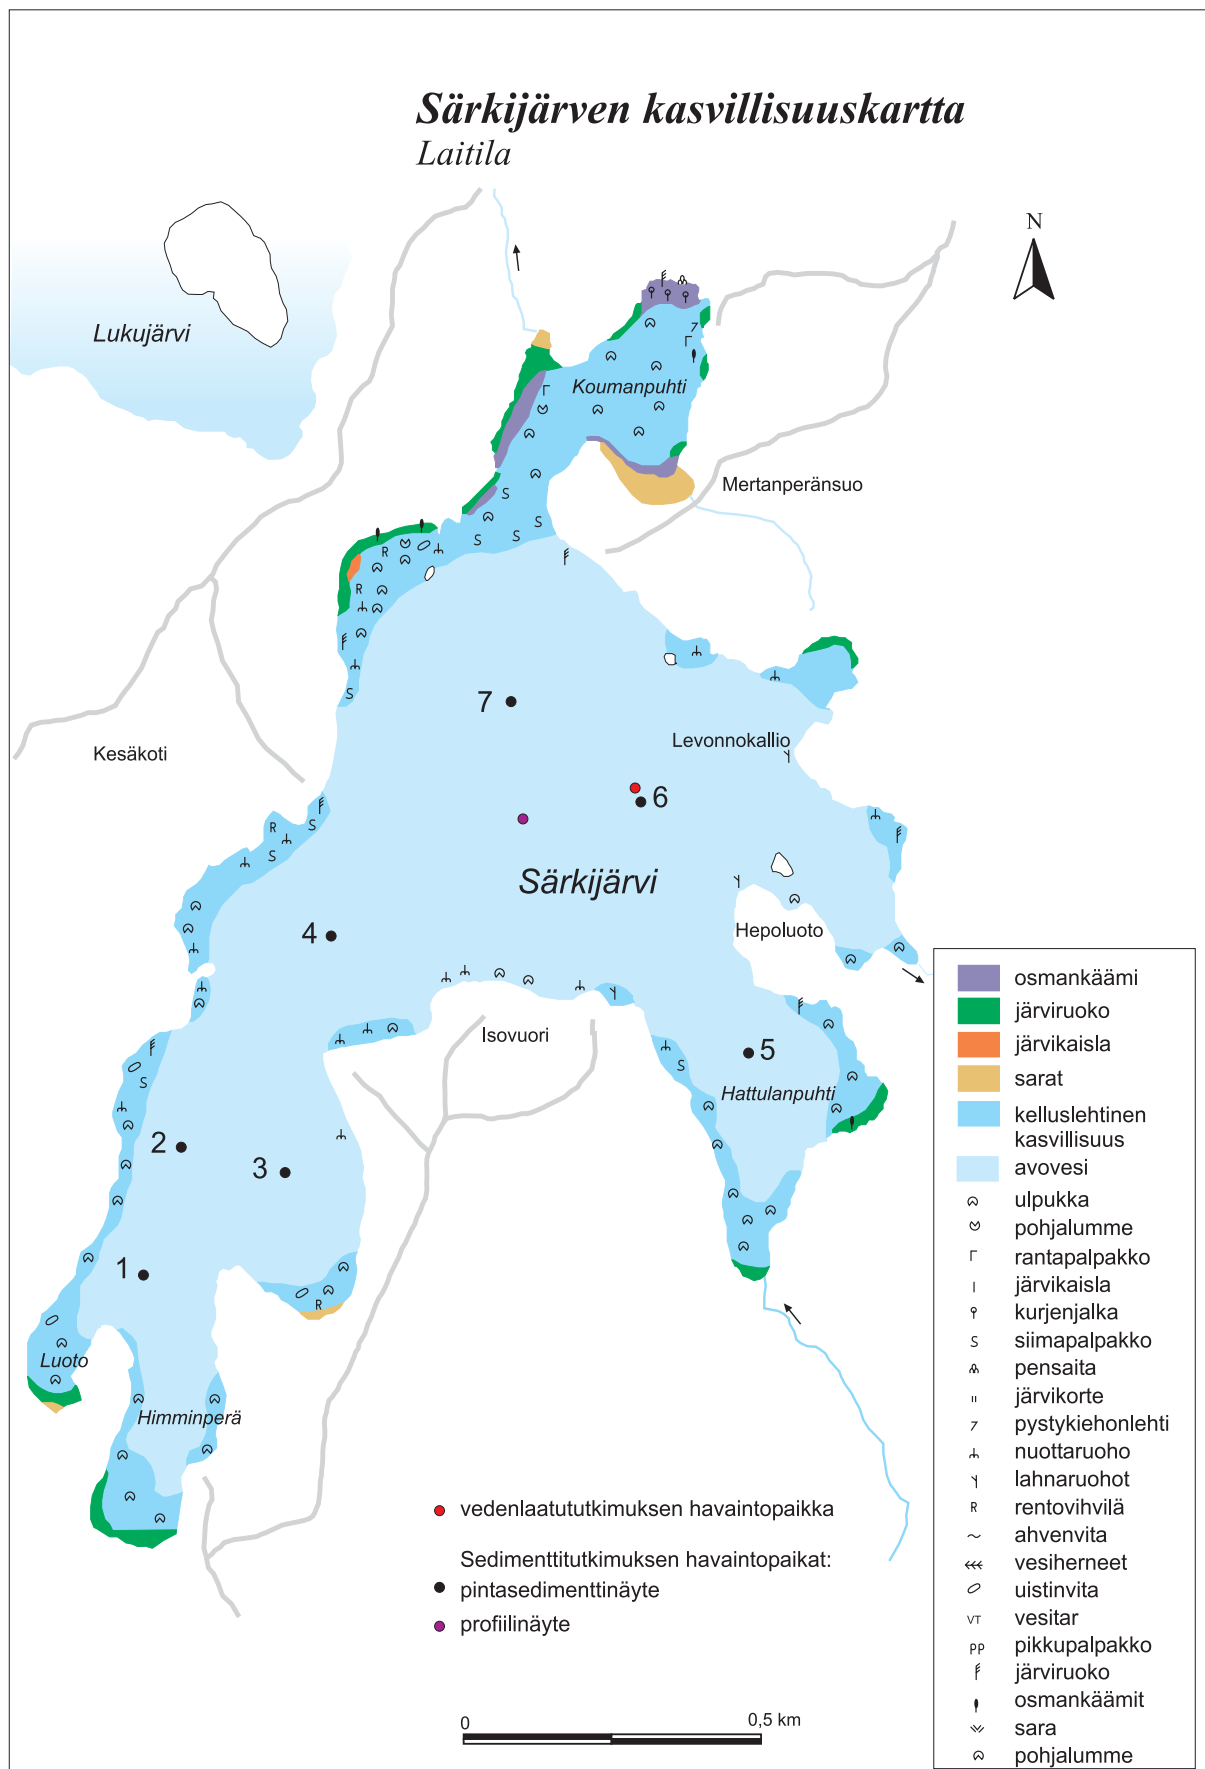 Särkijärven kasvillisuuskartta
Laitila
N
Lukujärvi
Koumanpuhti
Mertanperänsuo
7
Levonnokallio
Kesäkoti
6
Särkijärvi
4
Hepoluoto
Isovuori
5
Hattulanpuhti
2
3
1
Luoto
Himminperä
vedenlaatututkimuksen havaintopaikka
Sedimenttitutkimuksen havaintopaikat:
pintasedimenttinäyte
profiilinäyte
0
0,5 km
osmankäämi
järviruoko
järvikaisla
sarat
kelluslehtinen
kasvillisuus
avovesi
ulpukka
pohjalumme
rantapalpakko
järvikaisla
kurjenjalka
S siimapalpakko
pensaita
järvikorte
7 pystykiehonlehti
nuottaruoho
lahnaruohot
R rentovihvilä
ahvenvita
vesiherneet
uistinvita
VT vesitar
PP pikkupalpakko
järviruoko
osmankäämit
sara
pohjalumme